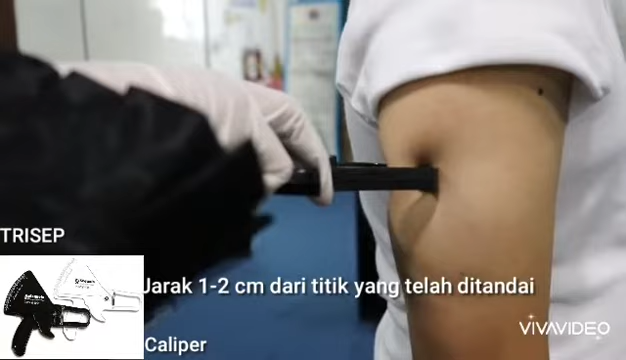 TRISEP
Jarak 1-2 cm dari titik yang telah ditandai
Caliper
VIVAVIDEO